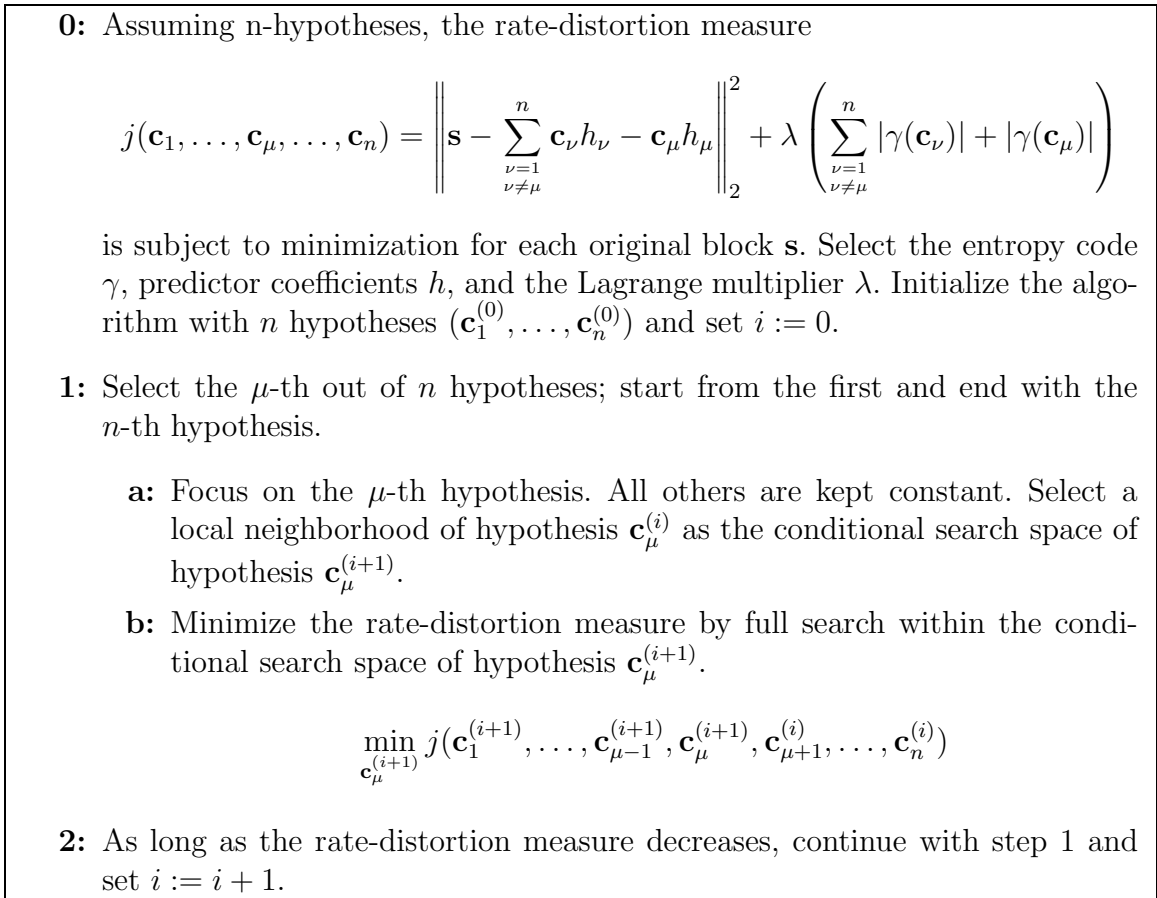 0: Assuming n-hypotheses, the rate-distortion measure
j(c_1, …, c_μ, …, c_n) = ‖ s − ∑_{ν=1, ν≠μ}^{n} c_ν h_ν − c_μ h_μ ‖_2^2 + λ ( ∑_{ν=1, ν≠μ}^{n} |γ(c_ν)| + |γ(c_μ)| )
is subject to minimization for each original block s. Select the entropy code
γ, predictor coefficients h, and the Lagrange multiplier λ. Initialize the algo-
rithm with n hypotheses (c_1^{(0)}, …, c_n^{(0)}) and set i := 0.
1: Select the μ-th out of n hypotheses; start from the first and end with the
n-th hypothesis.
a: Focus on the μ-th hypothesis. All others are kept constant. Select a
local neighborhood of hypothesis c_μ^{(i)} as the conditional search space of
hypothesis c_μ^{(i+1)}.
b: Minimize the rate-distortion measure by full search within the condi-
tional search space of hypothesis c_μ^{(i+1)}.
min_{c_μ^{(i+1)}} j(c_1^{(i+1)}, …, c_{μ−1}^{(i+1)}, c_μ^{(i+1)}, c_{μ+1}^{(i)}, …, c_n^{(i)})
2: As long as the rate-distortion measure decreases, continue with step 1 and
set i := i + 1.